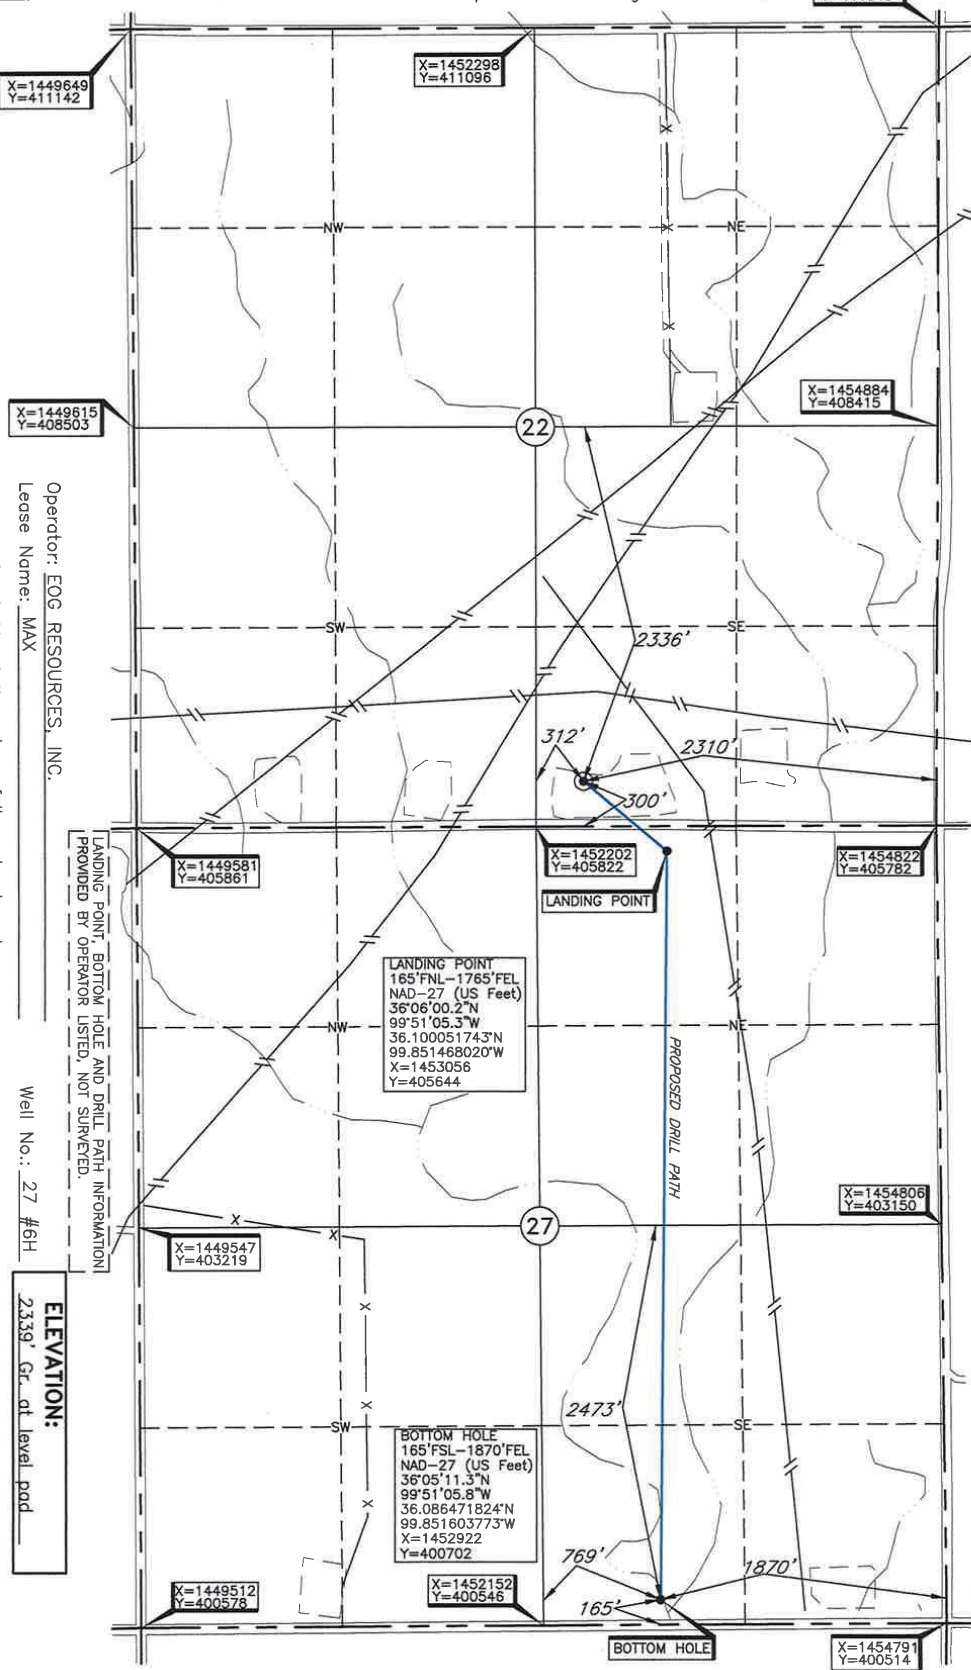 X=1449649
Y=411142
X=1452298
Y=411096
NW
NE
X=1449615
Y=408503
X=1454884
Y=408415
22
SW
SE
2336'
312'
2310'
300'
X=1449581
Y=405861
X=1452202
Y=405822
X=1454822
Y=405782
LANDING POINT
LANDING POINT
165'FNL-1765'FEL
NAD-27 (US Feet)
36°06'00.2"N
99°51'05.3"W
36.100051743°N
99.851468020°W
X=1453056
Y=405644
NW
NE
PROPOSED DRILL PATH
X=1454806
Y=403150
27
X=1449547
Y=403219
2473'
SW
SE
BOTTOM HOLE
165'FSL-1870'FEL
NAD-27 (US Feet)
36°05'11.3"N
99°51'05.8"W
36.086471824°N
99.851603773°W
X=1452922
Y=400702
769'
1870'
165'
X=1449512
Y=400578
X=1452152
Y=400546
BOTTOM HOLE
X=1454791
Y=400514
Operator: EOG RESOURCES, INC.
Lease Name: MAX
Well No.: 27 #6H
LANDING POINT, BOTTOM HOLE AND DRILL PATH INFORMATION
PROVIDED BY OPERATOR LISTED, NOT SURVEYED.
ELEVATION:
2339' Gr. at level pad